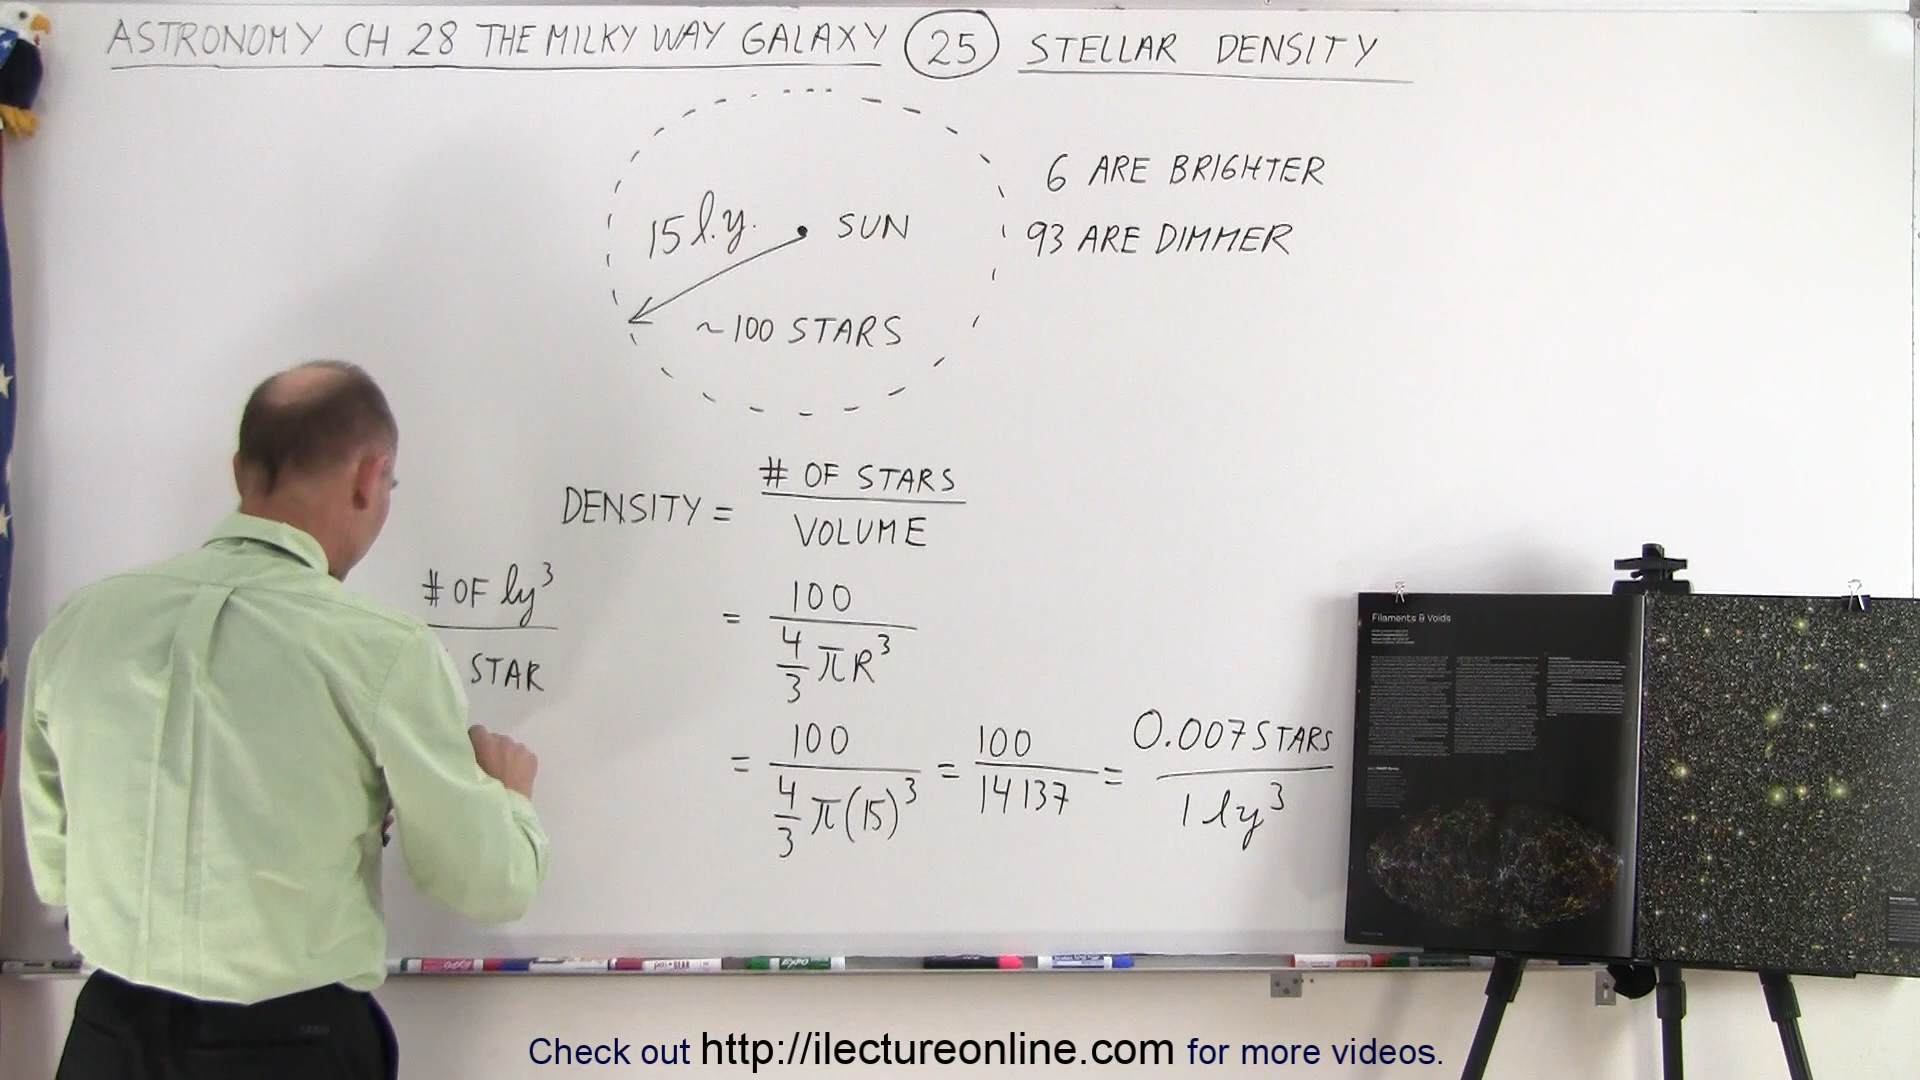 ASTRONOMY CH 28 THE MILKY WAY GALAXY 25 STELLAR DENSITY
6 ARE BRIGHTER
15 l.y. SUN
93 ARE DIMMER
~100 STARS
DENSITY = # OF STARS / VOLUME
# OF ly³ / STAR
= 100 / 4/3 πR³
= 100 / 4/3 π(15)³ = 100 / 14137 = 0.007 STARS / 1 ly³
Filaments & Voids
EXPO
Check out http://ilectureonline.com for more videos.